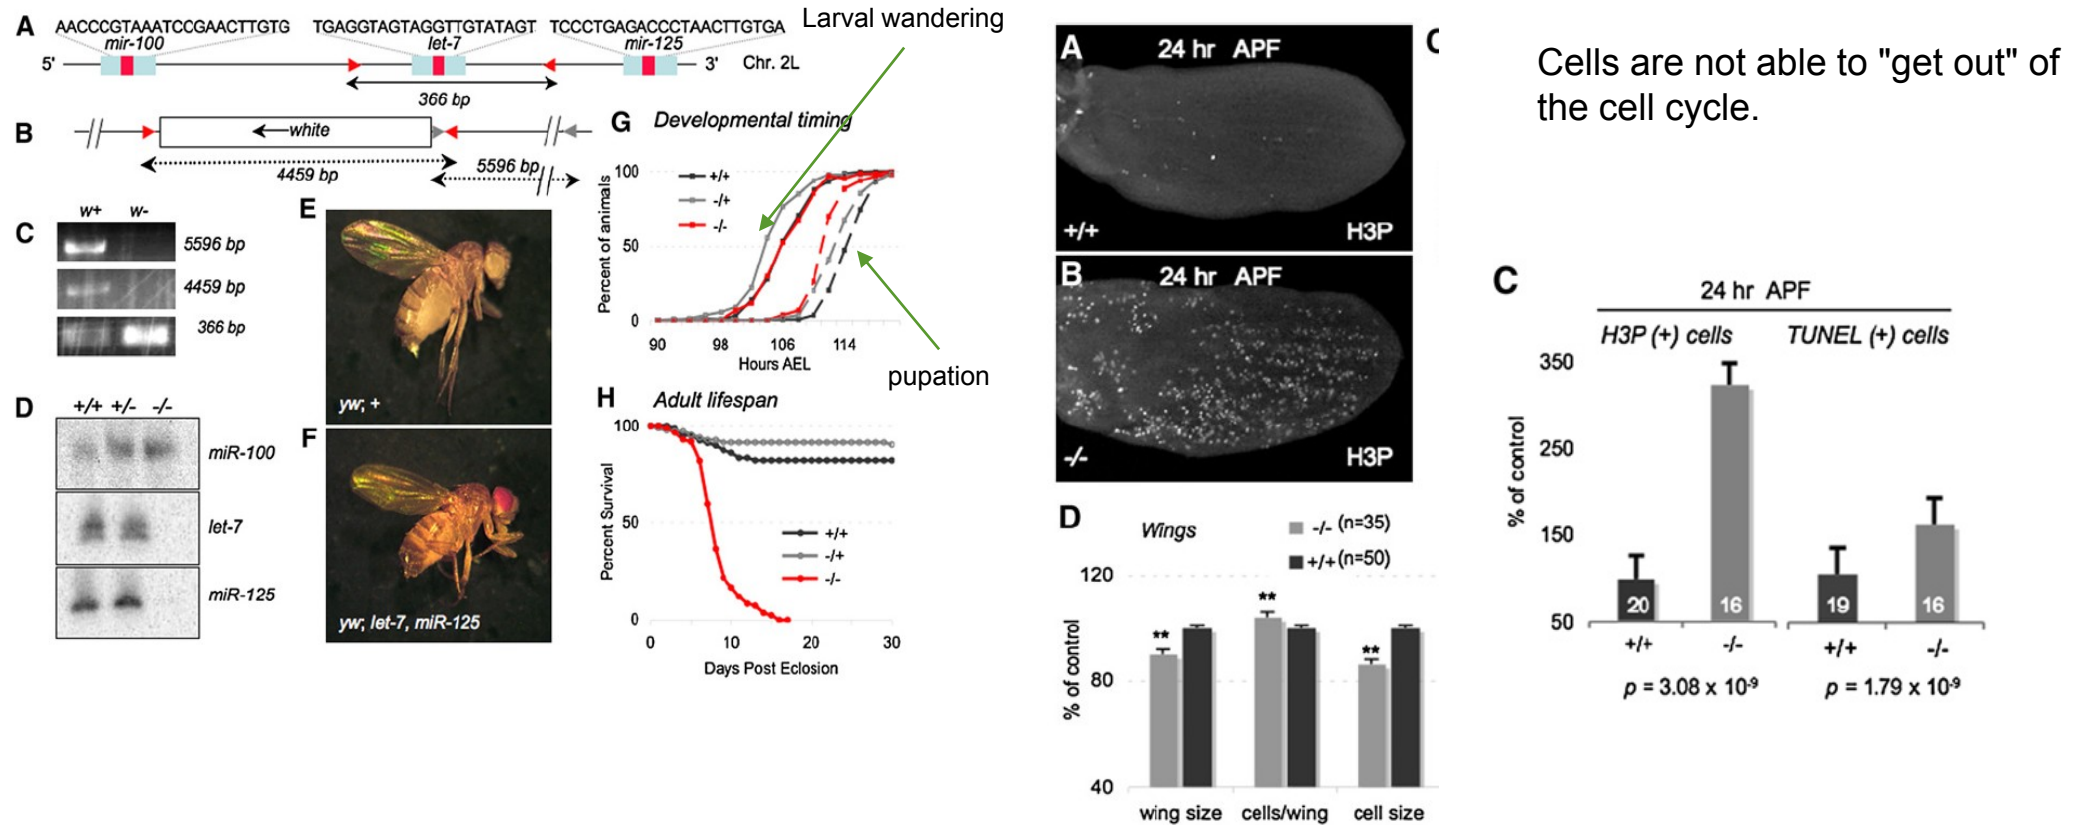 A
AACCCGTAAATCCGAACTTGTG
TGAGGTAGTAGGTTGTATAGT
TCCCTGAGACCCTAACTTGTGA
mir-100
let-7
mir-125
5'
3'
Chr. 2L
366 bp
B
white
4459 bp
5596 bp
C
w+ w-
5596 bp
4459 bp
366 bp
D
+/+ +/- -/-
miR-100
let-7
miR-125
E
yw; +
F
yw; let-7, miR-125
Larval wandering
G Developmental timing
Percent of animals
100
50
0
+/+
-/+
-/-
90 98 106 114
Hours AEL
pupation
H Adult lifespan
Percent Survival
100
50
0
+/+
-/+
-/-
0 10 20 30
Days Post Eclosion
A 24 hr APF
+/+ H3P
B 24 hr APF
-/- H3P
D Wings
-/- (n=35)
+/+ (n=50)
% of control
120
80
40
**
**
**
wing size cells/wing cell size
Cells are not able to "get out" of
the cell cycle.
C
24 hr APF
H3P (+) cells TUNEL (+) cells
% of control
350
250
150
50
20 16 19 16
+/+ -/- +/+ -/-
p = 3.08 x 10-9 p = 1.79 x 10-9